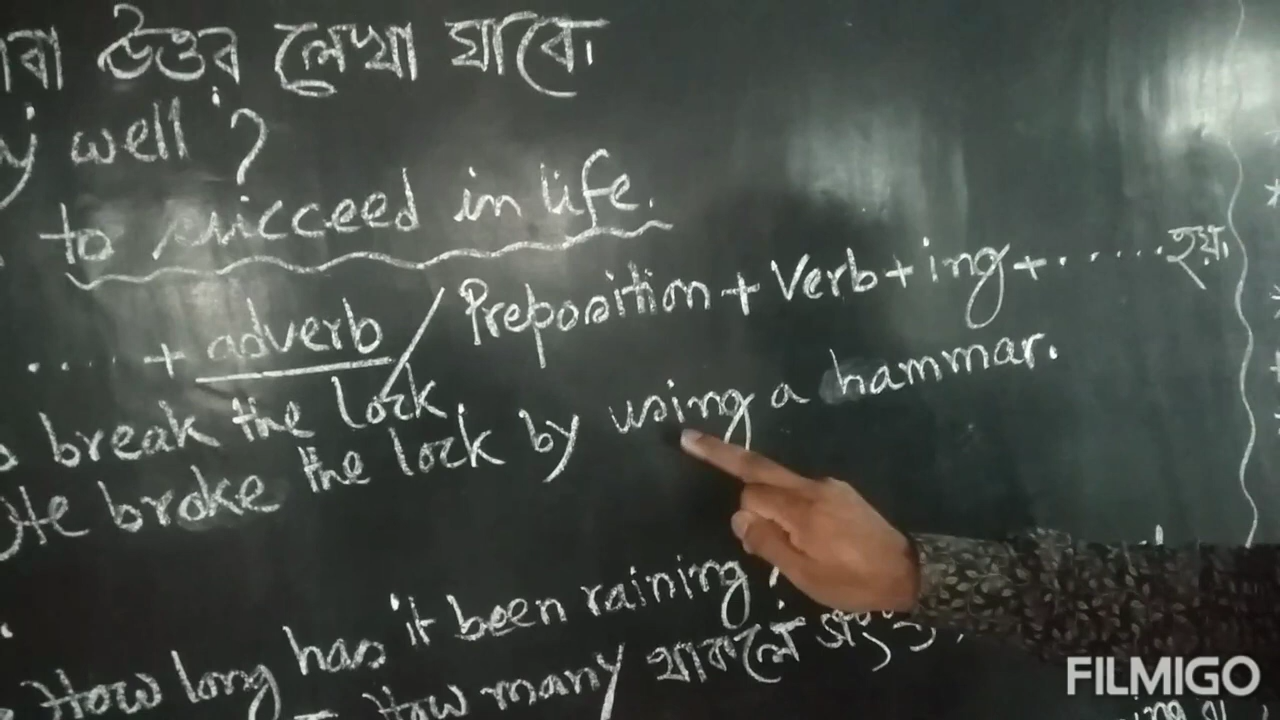 উত্তর লেখা যাবে।
well ?
to succeed in life.
..... + adverb / Preposition + Verb + ing + ...... হয়.
break the lock.
He broke the lock by using a hammar.
How long has it been raining ?
How many থাকলে
FILMIGO